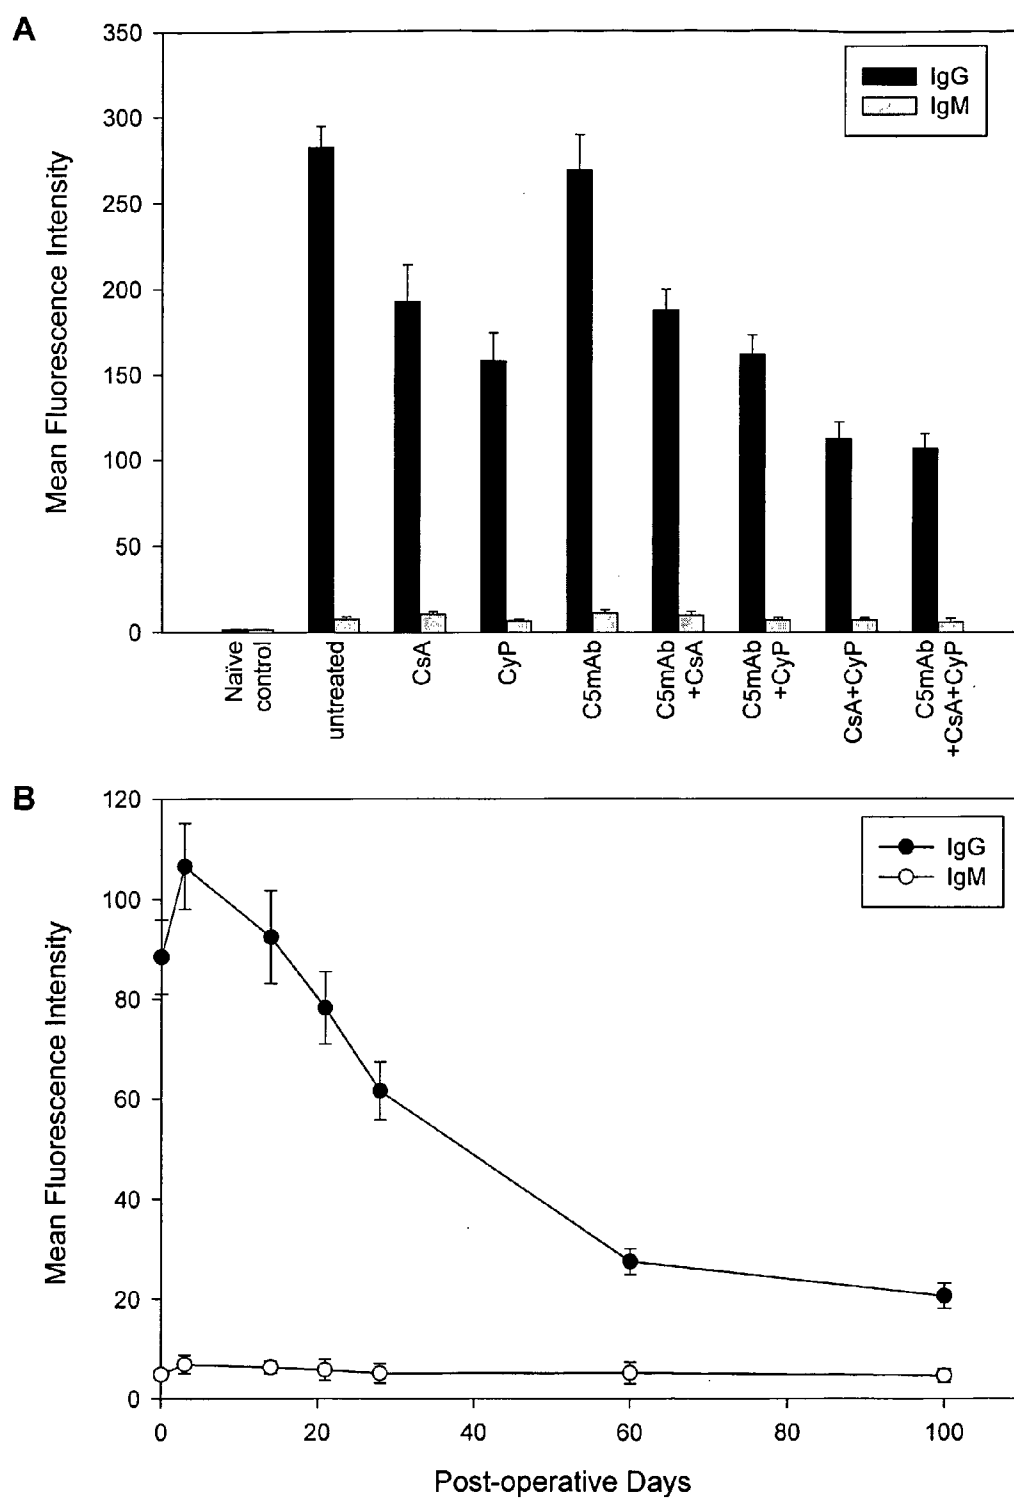 A
350
300
250
200
150
100
50
0
Mean Fluorescence Intensity
IgG
IgM
Naïve
control
untreated
CsA
CyP
C5mAb
C5mAb
+CsA
C5mAb
+CyP
CsA+CyP
C5mAb
+CsA+CyP
B
120
100
80
60
40
20
0
Mean Fluorescence Intensity
IgG
IgM
0 20 40 60 80 100
Post-operative Days